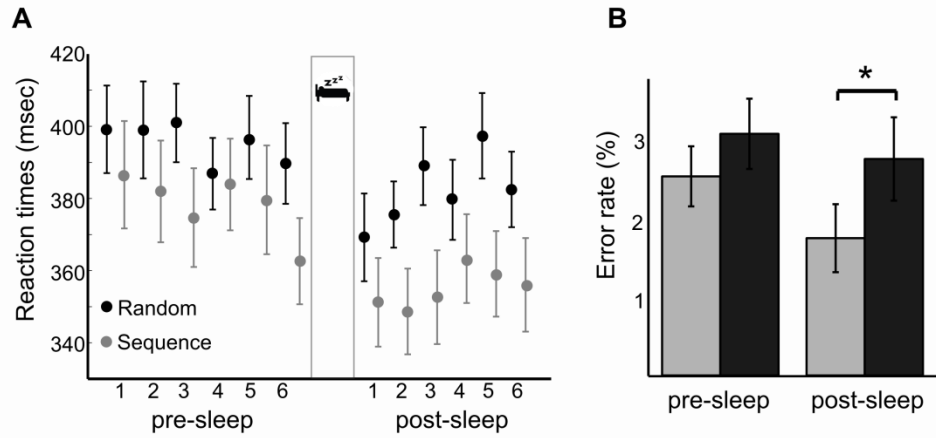 A
Reaction times (msec)
420
400
380
360
340
zzz
Random
Sequence
1 2 3 4 5 6
1 2 3 4 5 6
pre-sleep
post-sleep
B
Error rate (%)
3
2
1
*
pre-sleep
post-sleep